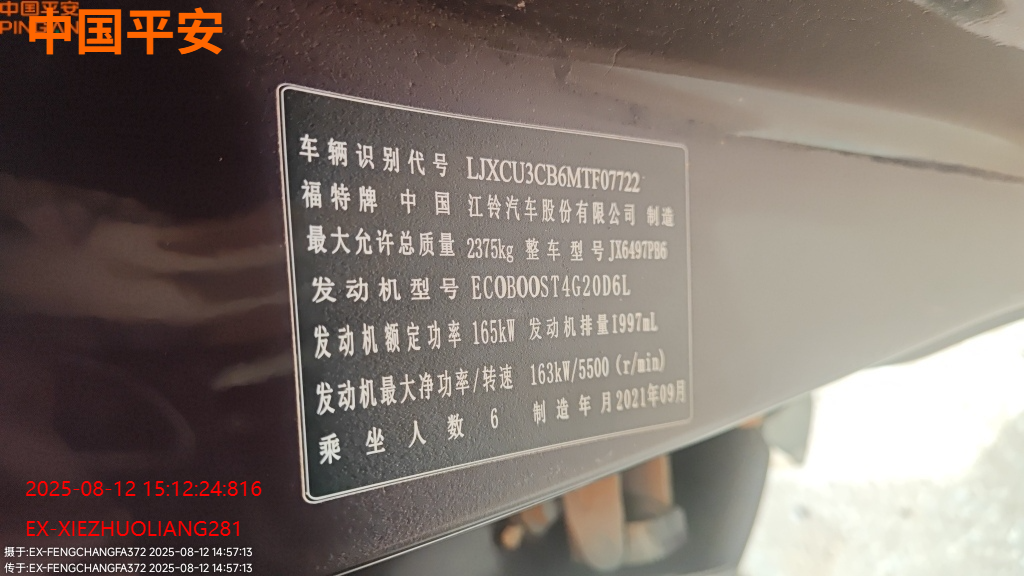 中国平安
PINGAN
中国平安
车辆识别代号 LJXCU3CB6MTF07722
福特牌 中国 江铃汽车股份有限公司 制造
最大允许总质量 2375kg 整车型号 JX6497PB6
发动机型号 ECOBOOST4G20D6L
发动机额定功率 165kW 发动机排量1997mL
发动机最大净功率/转速 163kW/5500 (r/min)
乘坐人数 6 制造年月2021年09月
2025-08-12 15:12:24:816
EX-XIEZHUOLIANG281
摄于:EX-FENGCHANGFA372 2025-08-12 14:57:13
传于:EX-FENGCHANGFA372 2025-08-12 14:57:13